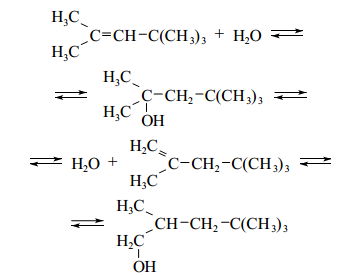 H₃C
C=CH−C(CH₃)₃ + H₂O ⇌
H₃C
H₃C
⇌ C−CH₂−C(CH₃)₃ ⇌
H₃C
OH
H₂C
⇌ H₂O + C−CH₂−C(CH₃)₃ ⇌
H₃C
H₃C
⇌ CH−CH₂−C(CH₃)₃
H₂C
OH